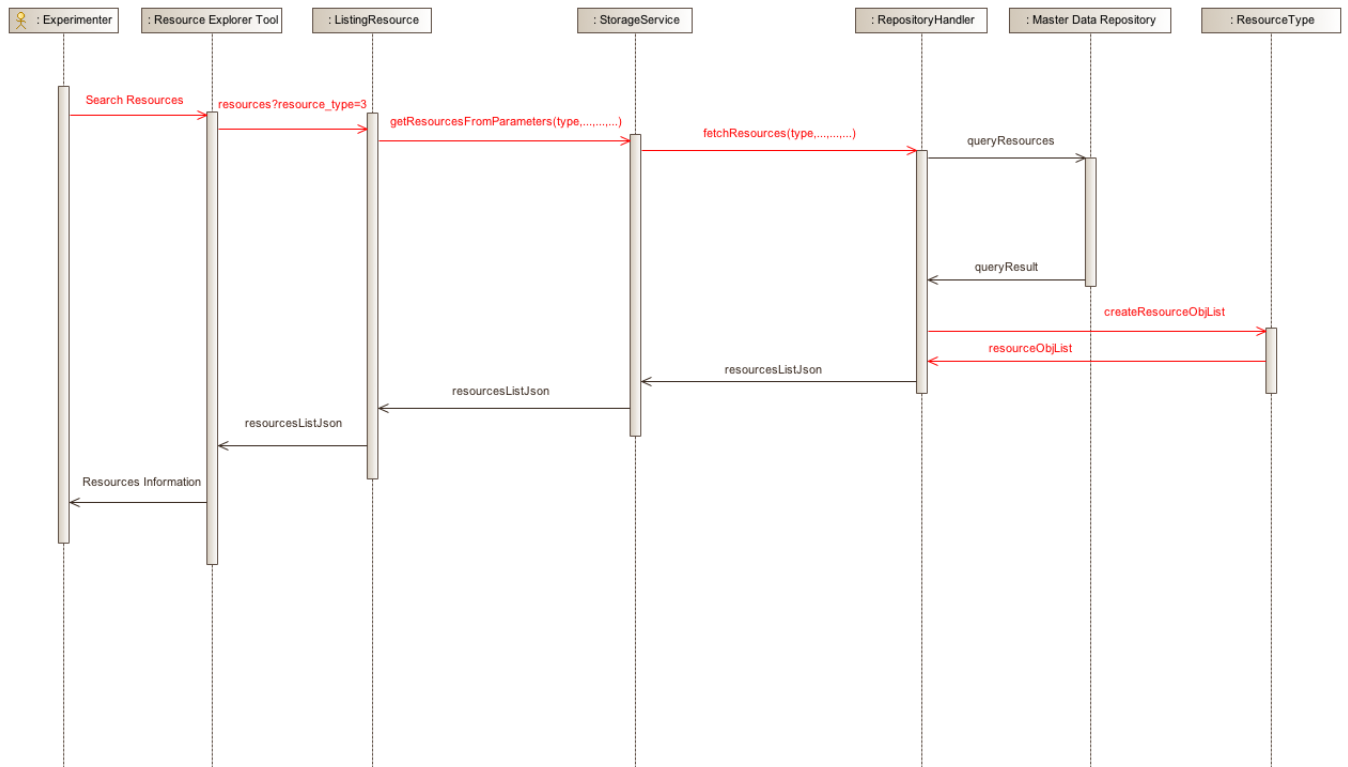 : Experimenter
: Resource Explorer Tool
: ListingResource
: StorageService
: RepositoryHandler
: Master Data Repository
: ResourceType
Search Resources
resources?resource_type=3
getResourcesFromParameters(type,...,...,...)
fetchResources(type,...,...,...)
queryResources
queryResult
createResourceObjList
resourceObjList
resourcesListJson
resourcesListJson
resourcesListJson
Resources Information